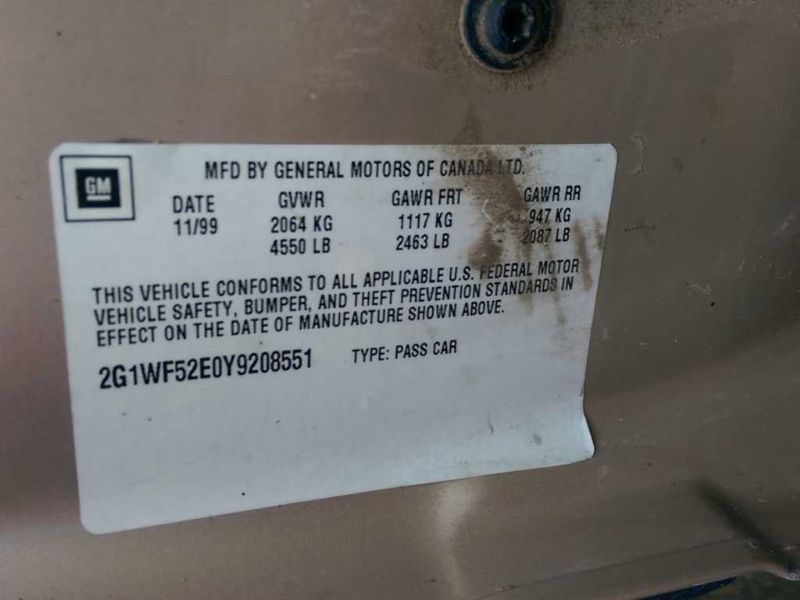 GM
MFD BY GENERAL MOTORS OF CANADA LTD.
DATE GVWR GAWR FRT GAWR RR
11/99 2064 KG 1117 KG 947 KG
4550 LB 2463 LB 2087 LB
THIS VEHICLE CONFORMS TO ALL APPLICABLE U.S. FEDERAL MOTOR
VEHICLE SAFETY, BUMPER, AND THEFT PREVENTION STANDARDS IN
EFFECT ON THE DATE OF MANUFACTURE SHOWN ABOVE.
2G1WF52E0Y9208551 TYPE: PASS CAR